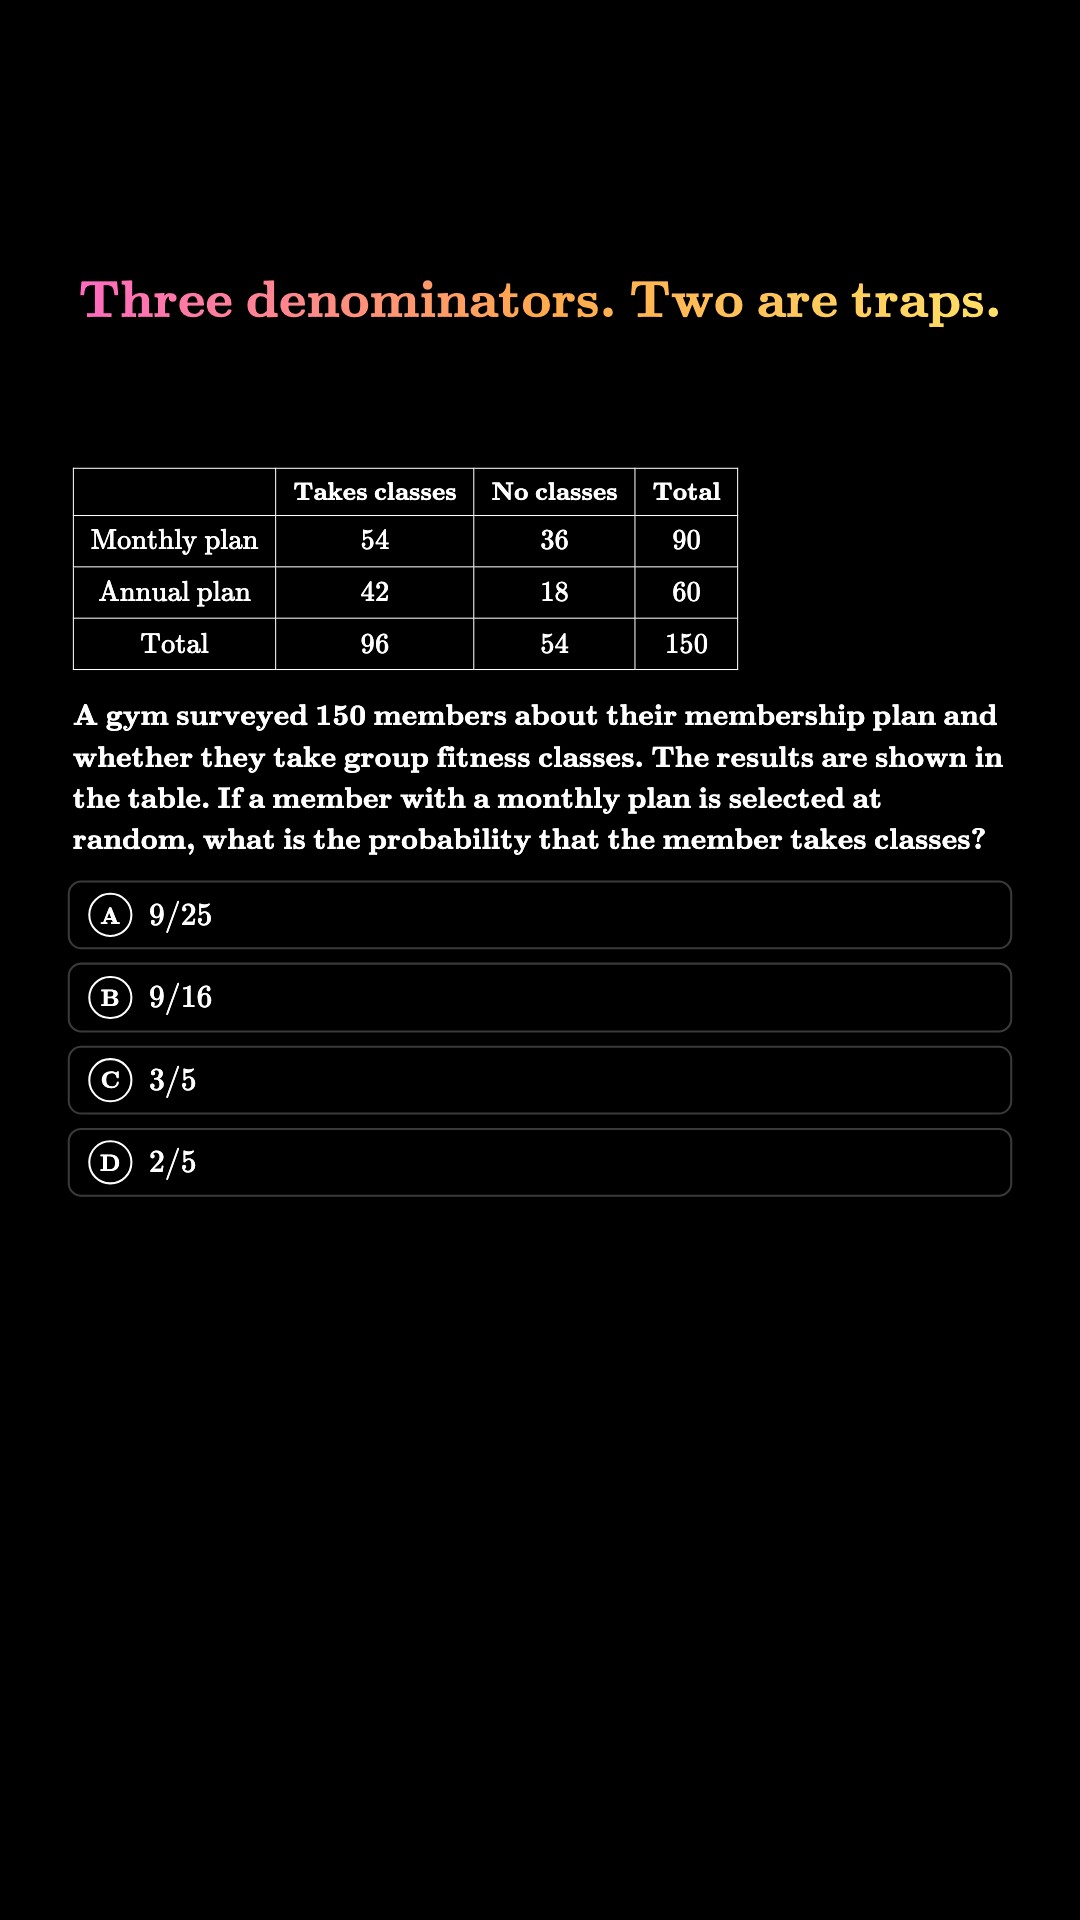 Three denominators. Two are traps.
Takes classes No classes Total
Monthly plan 54 36 90
Annual plan 42 18 60
Total 96 54 150
A gym surveyed 150 members about their membership plan and
whether they take group fitness classes. The results are shown in
the table. If a member with a monthly plan is selected at
random, what is the probability that the member takes classes?
A 9/25
B 9/16
C 3/5
D 2/5